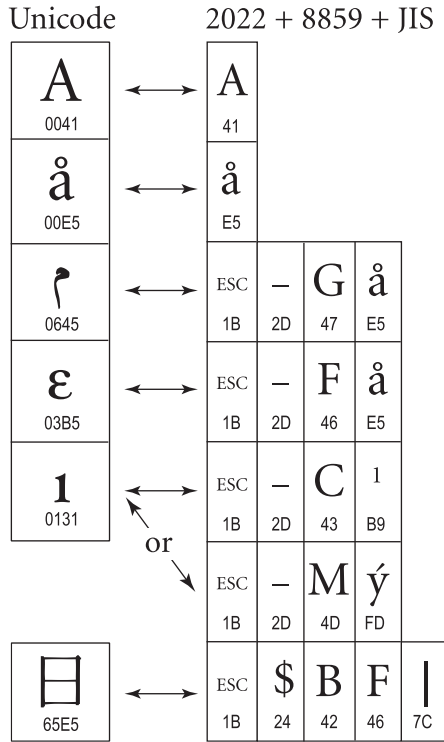 Unicode 2022 + 8859 + JIS
A A
0041 41
å å
00E5 E5
م ESC – G å
0645 1B 2D 47 E5
ε ESC – F å
03B5 1B 2D 46 E5
ı ESC – C ¹
0131 1B 2D 43 B9
or
ESC – M ý
1B 2D 4D FD
日 ESC $ B F |
65E5 1B 24 42 46 7C